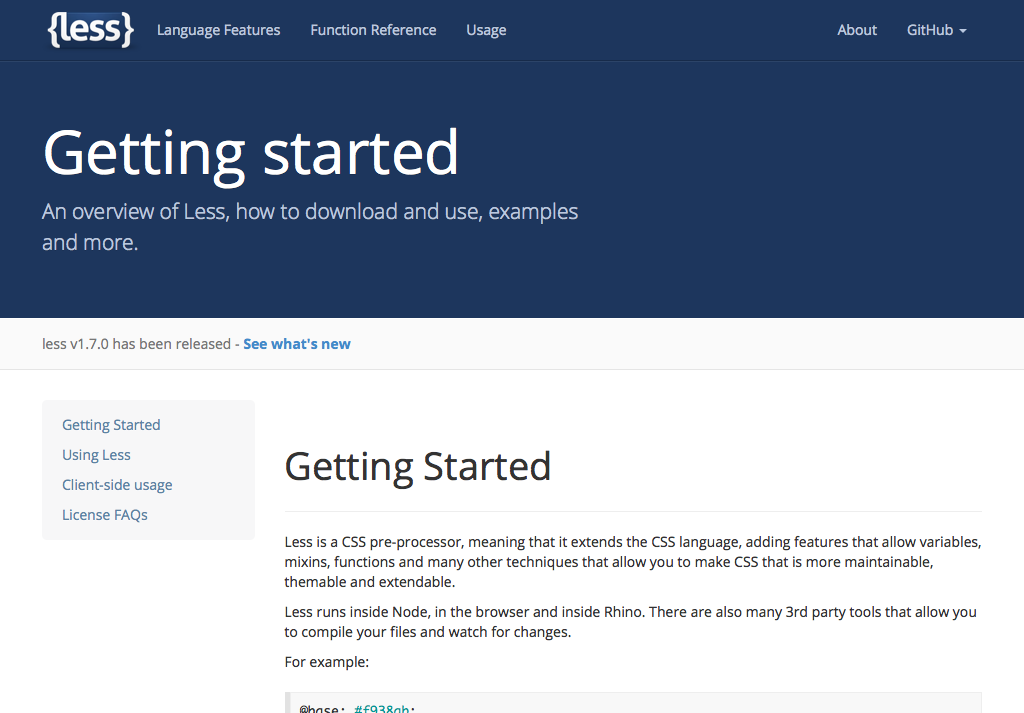 {less} Language Features Function Reference Usage About GitHub
Getting started
An overview of Less, how to download and use, examples
and more.
less v1.7.0 has been released - See what's new
Getting Started
Using Less
Client-side usage
License FAQs
Getting Started
Less is a CSS pre-processor, meaning that it extends the CSS language, adding features that allow variables,
mixins, functions and many other techniques that allow you to make CSS that is more maintainable,
themable and extendable.
Less runs inside Node, in the browser and inside Rhino. There are also many 3rd party tools that allow you
to compile your files and watch for changes.
For example:
@base: